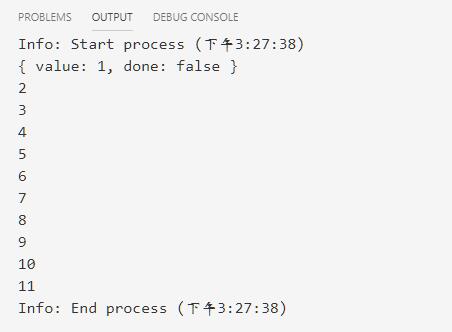 PROBLEMS OUTPUT DEBUG CONSOLE
Info: Start process (下午3:27:38)
{ value: 1, done: false }
2
3
4
5
6
7
8
9
10
11
Info: End process (下午3:27:38)